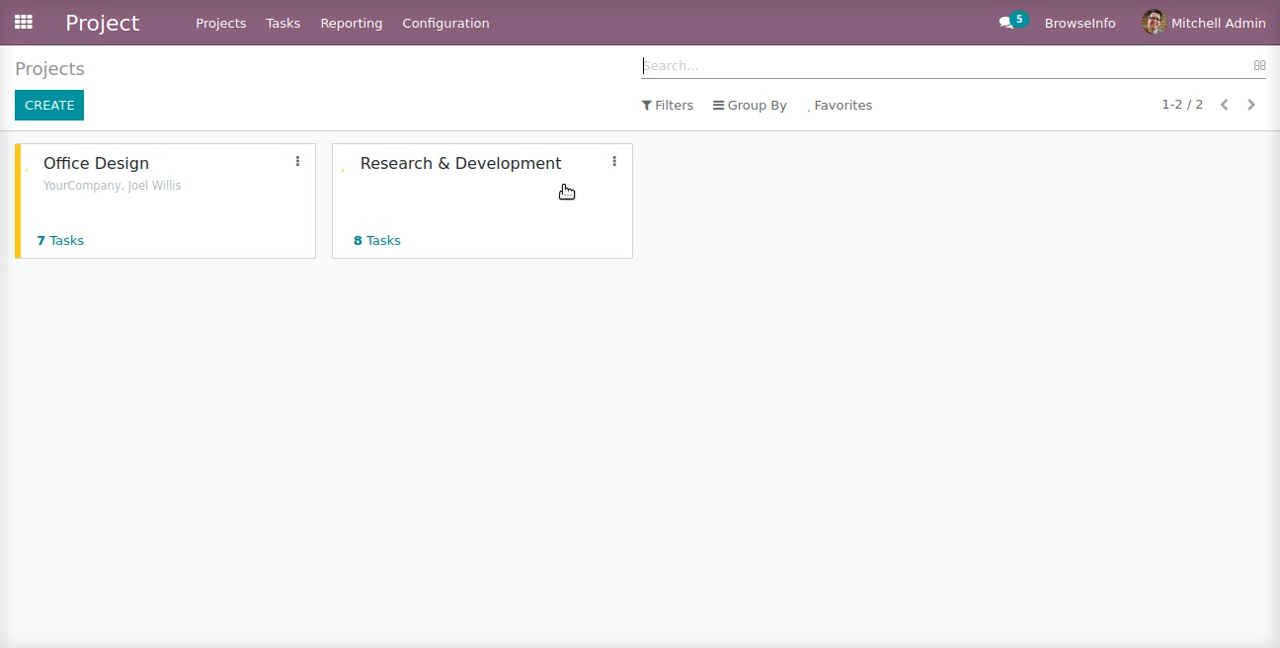 Project
Projects Tasks Reporting Configuration
5 BrowseInfo Mitchell Admin
Projects
Search...
CREATE
Filters Group By Favorites
1-2 / 2
Office Design
YourCompany, Joel Willis
7 Tasks
Research & Development
8 Tasks